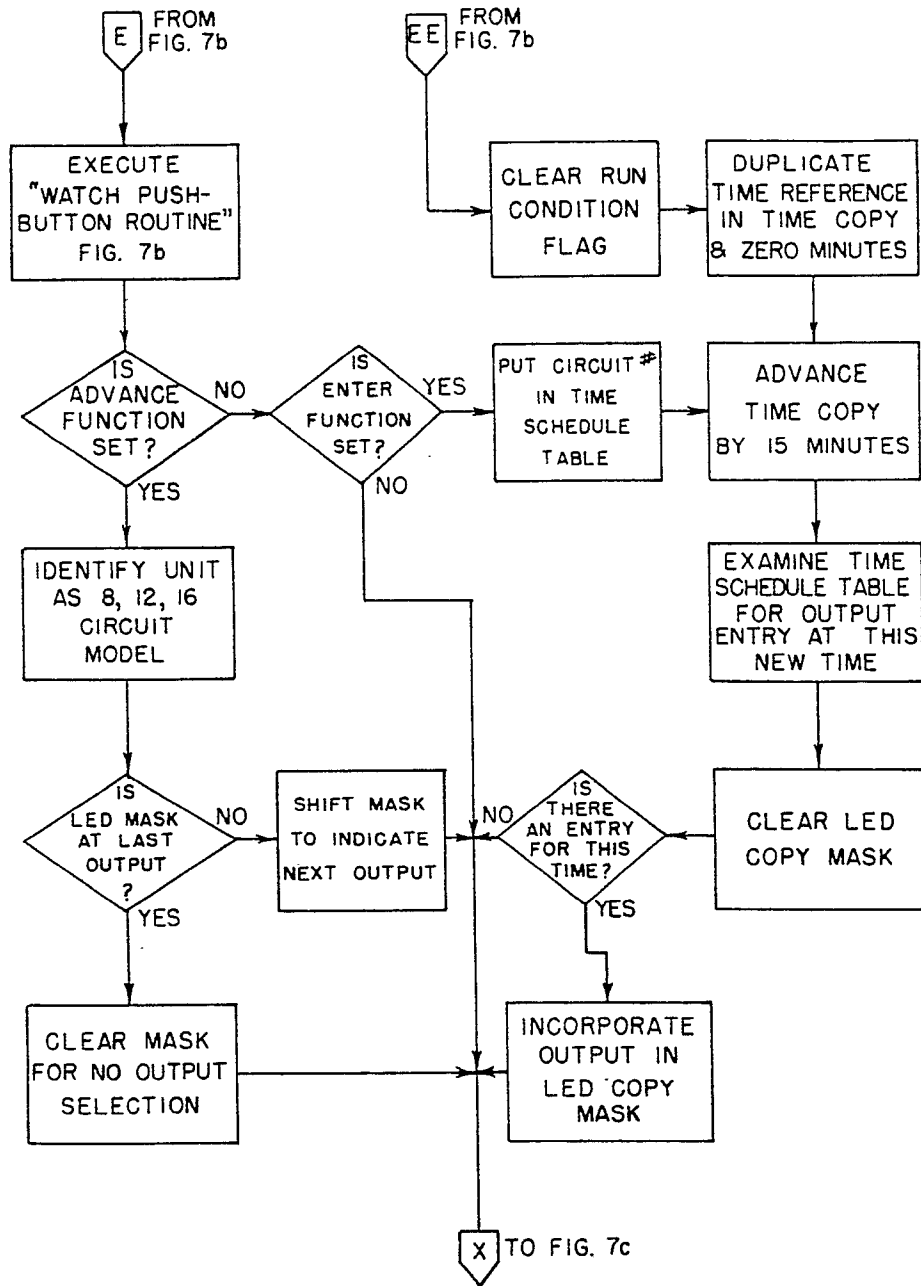 E
FROM
FIG. 7b
EE
FROM
FIG. 7b
EXECUTE
"WATCH PUSH-
BUTTON ROUTINE"
FIG. 7b
CLEAR RUN
CONDITION
FLAG
DUPLICATE
TIME REFERENCE
IN TIME COPY
& ZERO MINUTES
IS
ADVANCE
FUNCTION
SET?
NO
YES
IS
ENTER
FUNCTION
SET?
YES
NO
PUT CIRCUIT #
IN TIME
SCHEDULE
TABLE
ADVANCE
TIME COPY
BY 15 MINUTES
IDENTIFY UNIT
AS 8, 12, 16
CIRCUIT
MODEL
EXAMINE TIME
SCHEDULE TABLE
FOR OUTPUT
ENTRY AT THIS
NEW TIME
IS
LED MASK
AT LAST
OUTPUT
?
NO
YES
SHIFT MASK
TO INDICATE
NEXT OUTPUT
NO
IS
THERE
AN ENTRY
FOR THIS
TIME?
YES
CLEAR LED
COPY MASK
CLEAR MASK
FOR NO OUTPUT
SELECTION
INCORPORATE
OUTPUT IN
LED COPY
MASK
X
TO FIG. 7c